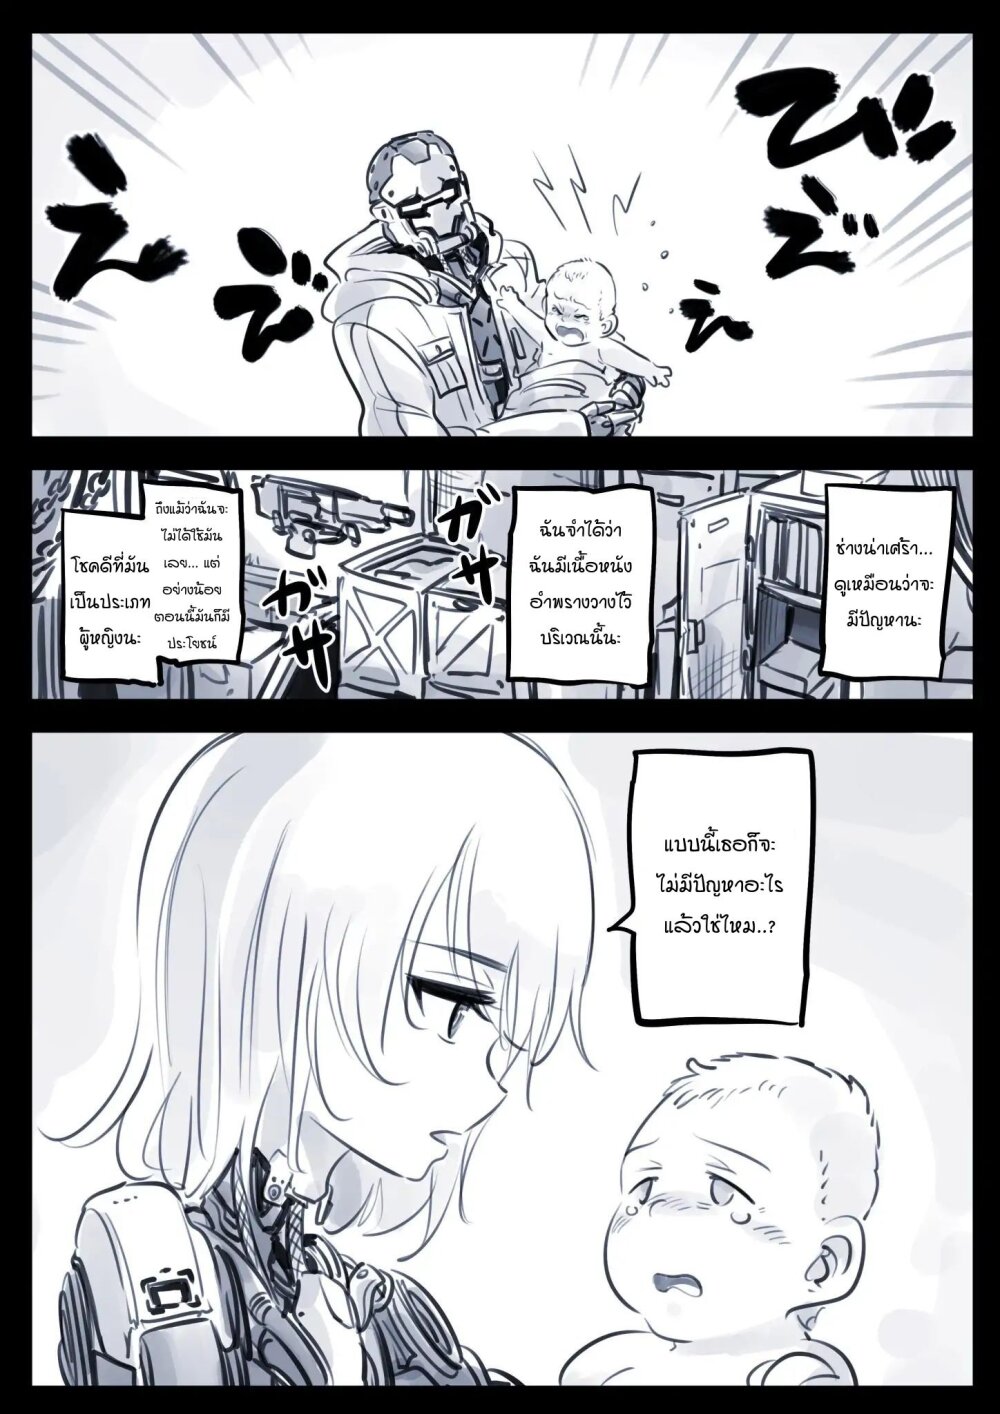 びえ
びえ
びえ
ช่างน่าเศร้า...
ดูเหมือนว่าจะ
มีปัญหานะ
ฉันจำได้ว่า
ฉันมีเนื้อหนัง
อำพรางวางไว้
บริเวณนี้นะ
ガサ
ガサ
ถึงแม้ว่าฉันจะ
ไม่ได้ใช้มัน
เลย... แต่
อย่างน้อย
ตอนนี้มันก็มี
ประโยชน์
โชคดีที่มัน
เป็นประเภท
ผู้หญิงนะ
แบบนี้เธอก็จะ
ไม่มีปัญหาอะไร
แล้วใช่ไหม..?